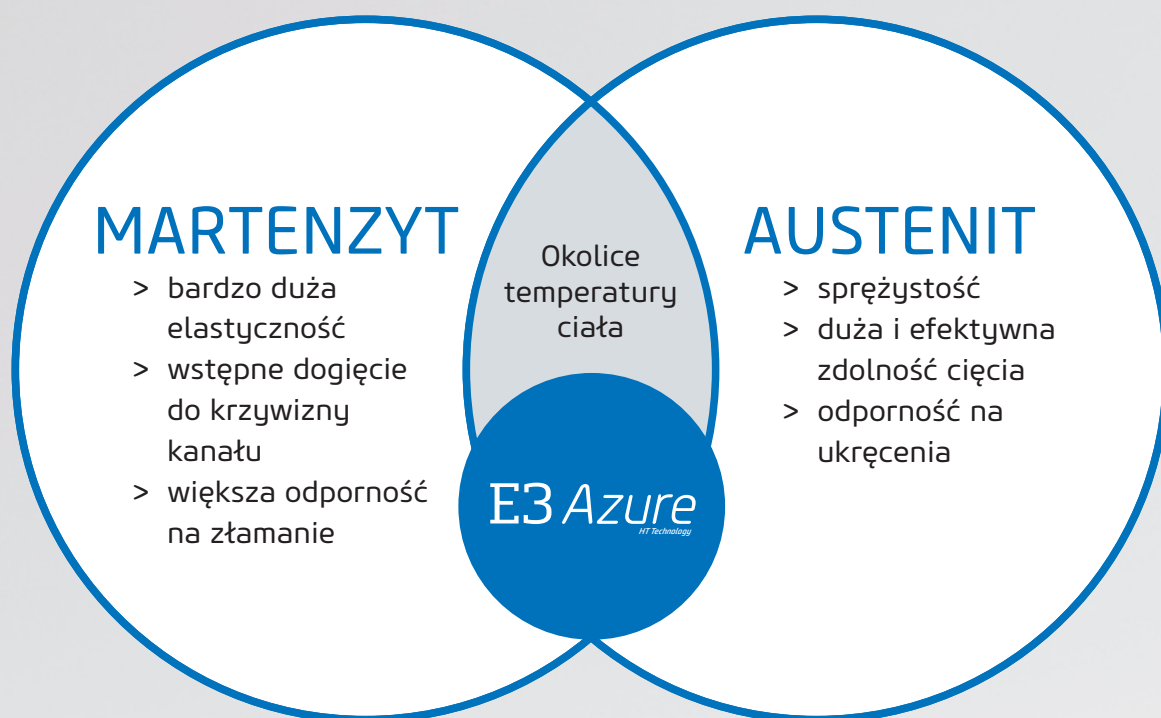 MARTENZYT
> bardzo duża
elastyczność
> wstępne dogięcie
do krzywizny
kanału
> większa odporność
na złamanie
Okolice
temperatury
ciała
E3 Azure
HT Technology
AUSTENIT
> sprężystość
> duża i efektywna
zdolność cięcia
> odporność na
ukręcenia